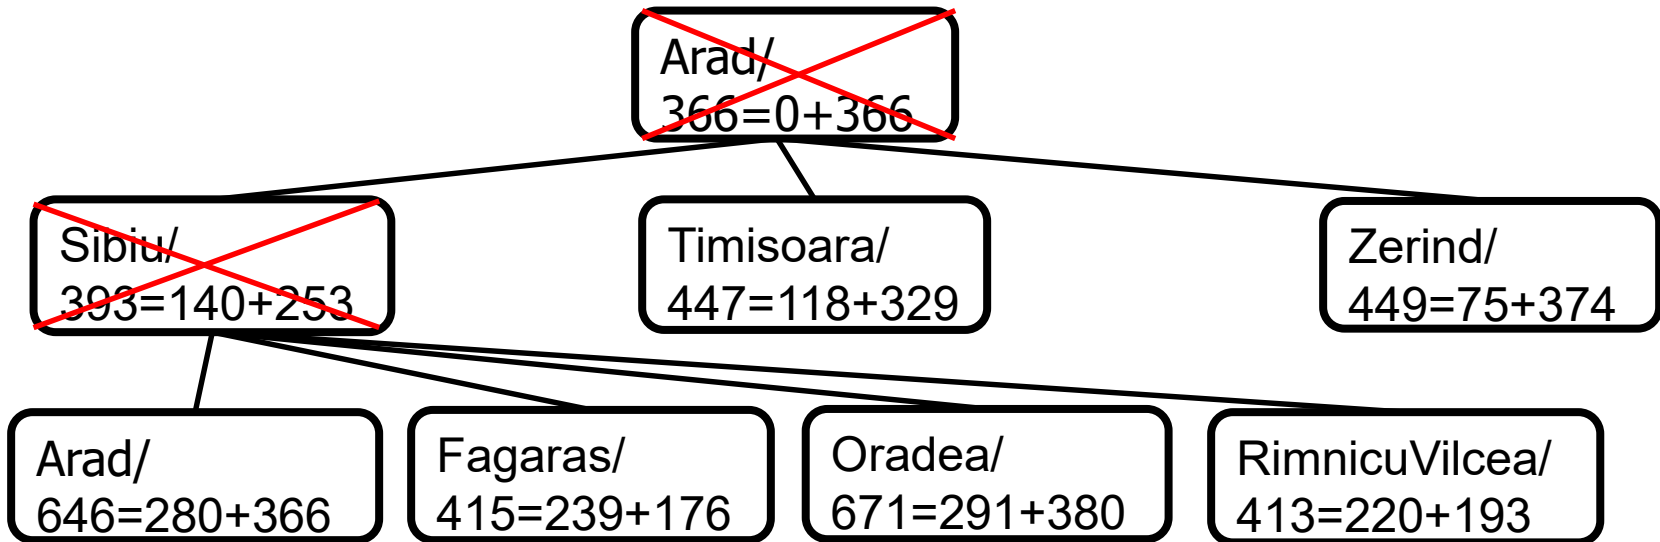 Arad/
366=0+366
Sibiu/
393=140+253
Timisoara/
447=118+329
Zerind/
449=75+374
Arad/
646=280+366
Fagaras/
415=239+176
Oradea/
671=291+380
RimnicuVilcea/
413=220+193